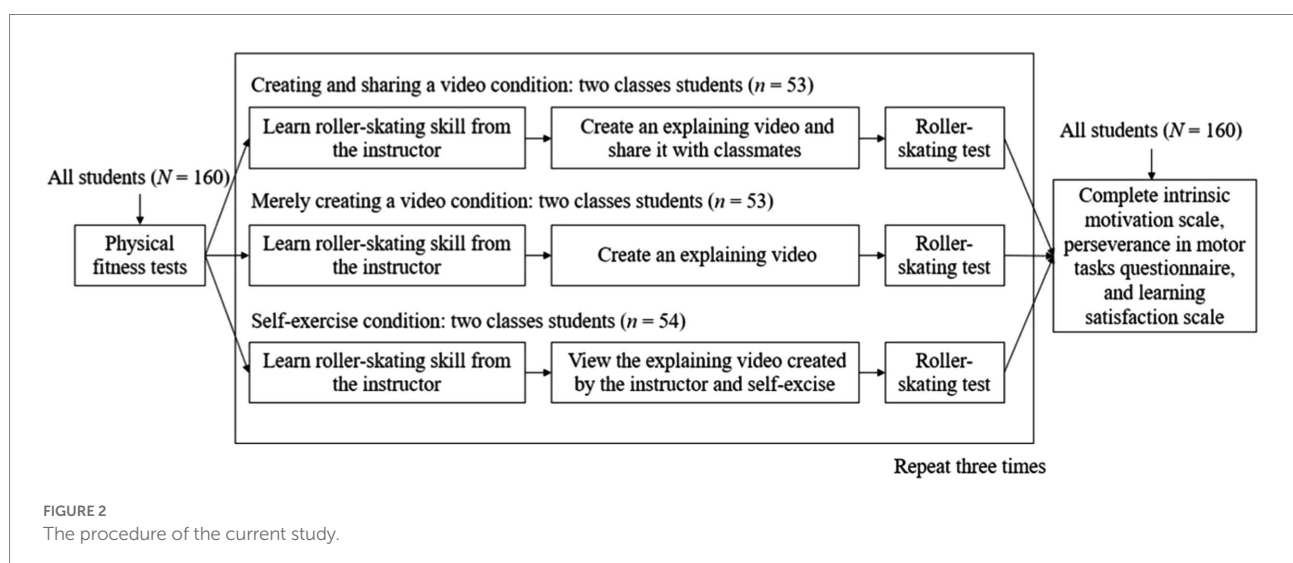 Creating and sharing a video condition: two classes students (n = 53)
Learn roller-skating skill from
the instructor
Create an explaining video and
share it with classmates
Roller-
skating test
All students (N = 160)
All students (N = 160)
Merely creating a video condition: two classes students (n = 53)
Physical
fitness tests
Learn roller-skating skill from
the instructor
Create an explaining video
Roller-
skating test
Complete intrinsic
motivation scale,
perseverance in motor
tasks questionnaire,
and learning
satisfaction scale
Self-exercise condition: two classes students (n = 54)
Learn roller-skating skill from
the instructor
View the explaining video created
by the instructor and self-excise
Roller-
skating test
Repeat three times
FIGURE 2
The procedure of the current study.